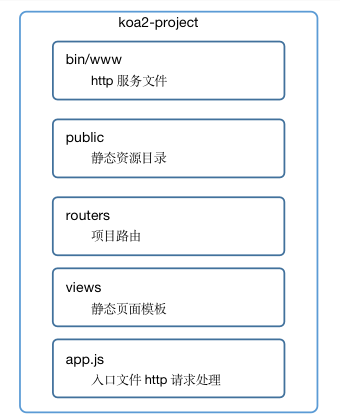 koa2-project
bin/www
http 服务文件
public
静态资源目录
routers
项目路由
views
静态页面模板
app.js
入口文件 http 请求处理